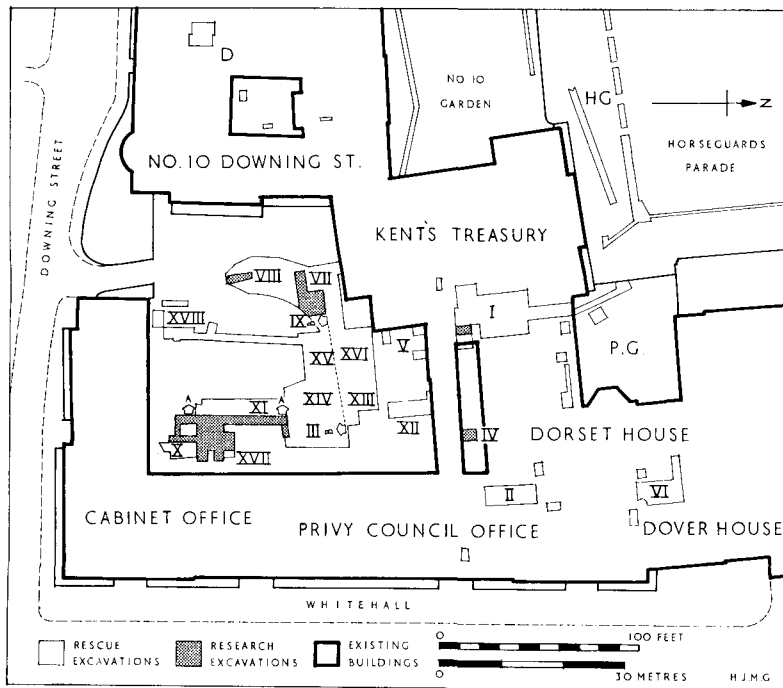 D
NO 10
GARDEN
HG
N
HORSEGUARDS
PARADE
NO. 10 DOWNING ST.
DOWNING STREET
KENT'S TREASURY
VIII
VII
I
XVIII
IX
B
V
P.G.
XV
XVI
A
A
XI
XIV
XIII
III
B
XII
IV
DORSET HOUSE
X
XVII
II
VI
CABINET OFFICE
PRIVY COUNCIL OFFICE
DOVER HOUSE
WHITEHALL
RESCUE
EXCAVATIONS
RESEARCH
EXCAVATIONS
EXISTING
BUILDINGS
0
100 FEET
0
30 METRES
H.J.M.G.